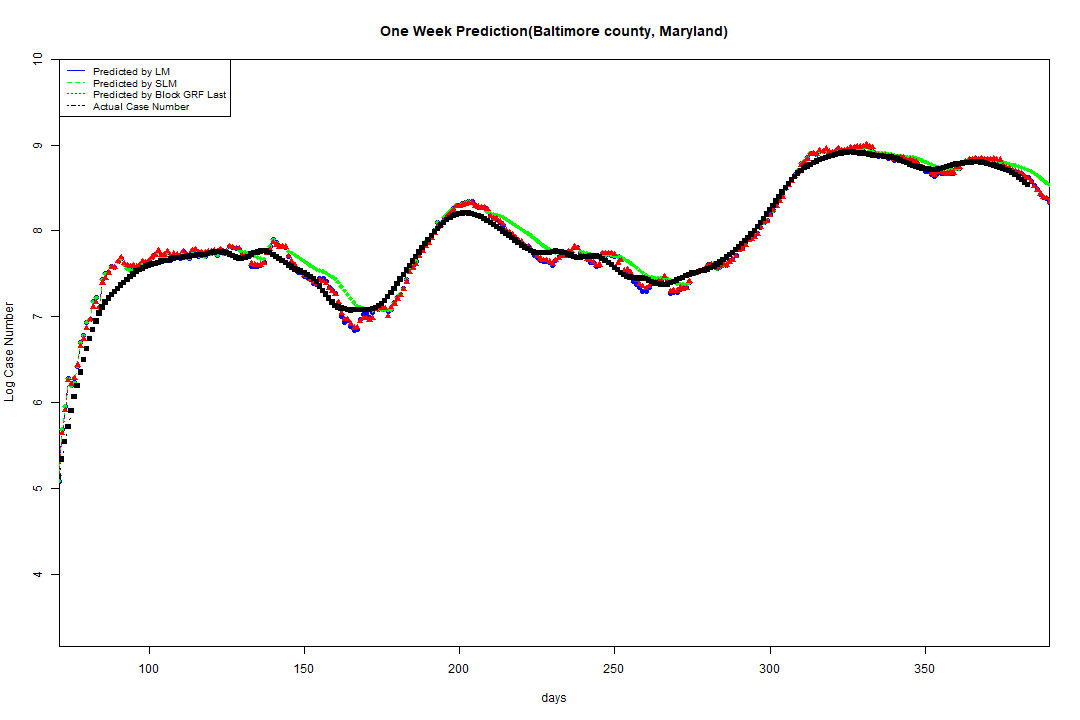 One Week Prediction(Baltimore county, Maryland)
Predicted by LM
Predicted by SLM
Predicted by Block GRF Last
Actual Case Number
10
9
8
7
6
5
4
Log Case Number
100 150 200 250 300 350
days